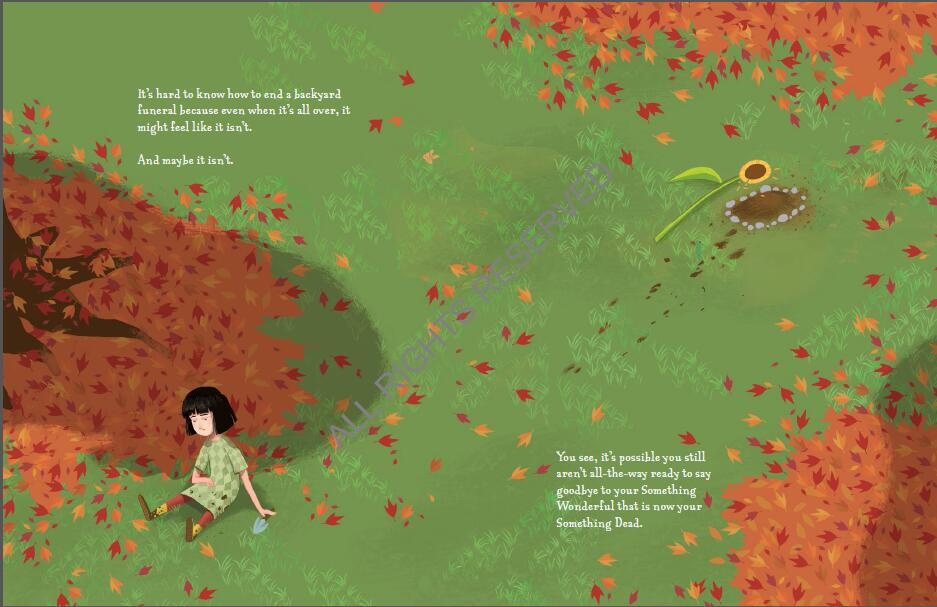 It's hard to know how to end a backyard
funeral because even when it's all over, it
might feel like it isn't.
And maybe it isn't.
ALL RIGHTS RESERVED
You see, it's possible you still
aren't all-the-way ready to say
goodbye to your Something
Wonderful that is now your
Something Dead.